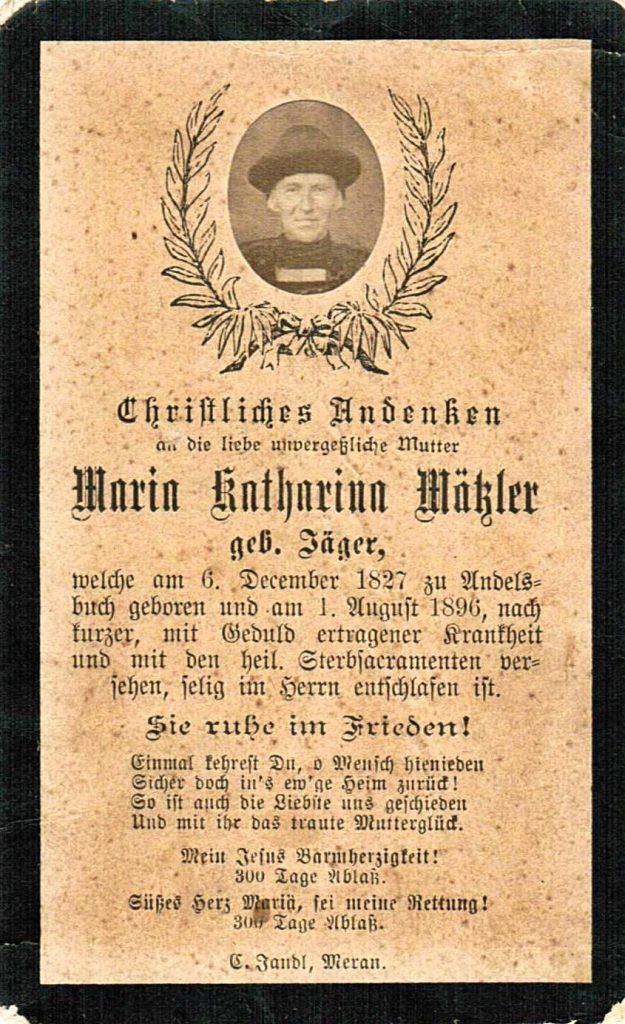 Christliches Andenken
an die liebe unvergeßliche Mutter
Maria Katharina Mätzler
geb. Jäger,
welche am 6. December 1827 zu Andels-
buch geboren und am 1. August 1896, nach
kurzer, mit Geduld ertragener Krankheit
und mit den heil. Sterbsacramenten ver-
sehen, selig im Herrn entschlafen ist.
Sie ruhe im Frieden!
Einmal kehrest Du, o Mensch hienieden
Sicher doch in's ew'ge Heim zurück!
So ist auch die Liebste uns geschieden
Und mit ihr das traute Mutterglück.
Mein Jesus Barmherzigkeit!
300 Tage Ablaß.
Süßes Herz Mariä, sei meine Rettung!
300 Tage Ablaß.
C. Jandl, Meran.